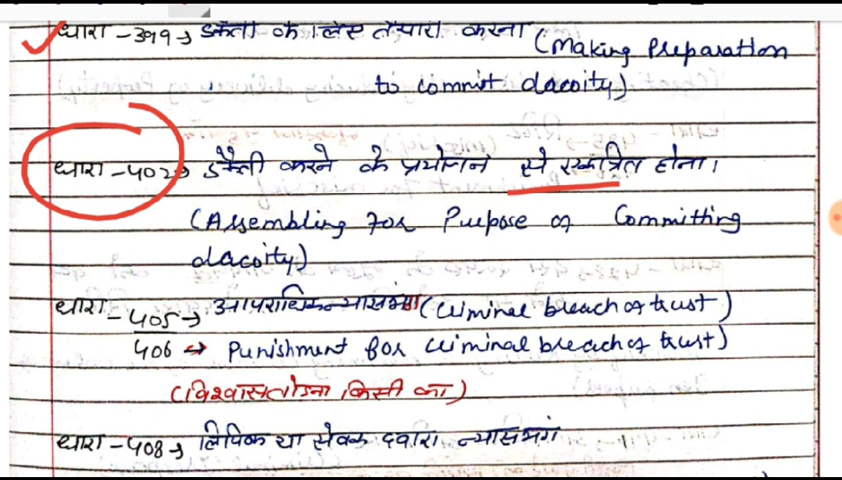 धारा - 399 → डकैती के लिए तैयारी करना (Making Preparation
to commit dacoity)
धारा - 402 → डकैती करने के प्रयोजन से एकत्रित होना।
(Assembling for Purpose of Committing
dacoity)
धारा - 405 → आपराधिक न्यासभंग (criminal breach of trust)
406 → Punishment for criminal breach of trust)
(विश्वास तोडना किसी का)
धारा - 408 → लिपिक या सेवक द्वारा न्यासभंग